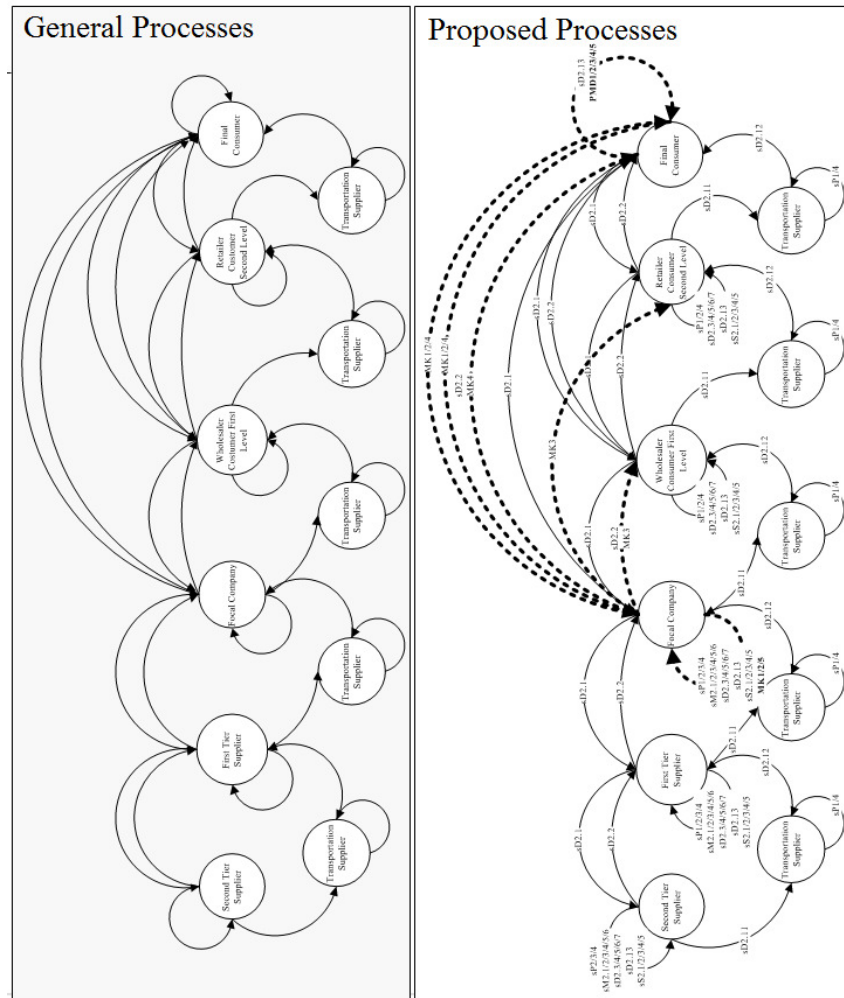 General Processes
Final
Consumer
Transportation
Supplier
Retailer
Customer
Second Level
Transportation
Supplier
Wholesaler
Costumer First
Level
Transportation
Supplier
Focal Company
Transportation
Supplier
First Tier
Supplier
Transportation
Supplier
Second Tier
Supplier
Proposed Processes
sD2.13
PMD1/2/3/4/5
Final
Consumer
sD2.12
Transportation
Supplier
sP1/4
sD2.1
sD2.2
sD2.11
Retailer
Consumer
Second Level
sP1/2/4
sD2.3/4/5/6/7
sD2.13
sS2.1/2/3/4/5
sD2.12
Transportation
Supplier
sP1/4
MK1/2/4
MK1/2/4
sD2.2
MK4
sD2.1
sD2.1
sD2.2
sD2.1
sD2.2
sD2.11
Wholesaler
Consumer First
Level
sP1/2/4
sD2.3/4/5/6/7
sD2.13
sS2.1/2/3/4/5
sD2.12
Transportation
Supplier
sP1/4
MK3
sD2.1
sD2.2
MK3
sD2.11
Focal Company
sP1/2/3/4
sM2.1/2/3/4/5/6
sD2.3/4/5/6/7
sD2.13
sS2.1/2/3/4/5
MK1/2/5
sD2.12
Transportation
Supplier
sP1/4
sD2.1
sD2.2
sD2.11
First Tier
Supplier
sP1/2/3/4
sM2.1/2/3/4/5/6
sD2.3/4/5/6/7
sD2.13
sS2.1/2/3/4/5
sD2.12
Transportation
Supplier
sP1/4
sD2.1
sD2.2
Second Tier
Supplier
sP2/3/4
sM2.1/2/3/4/5/6
sD2.3/4/5/6/7
sD2.13
sS2.1/2/3/4/5
sD2.11